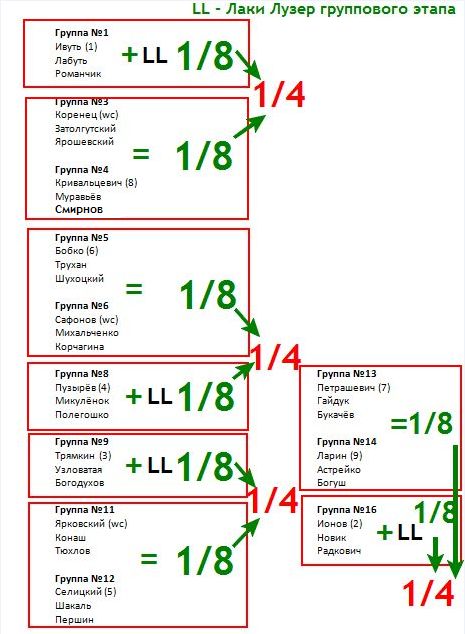 LL - Лаки Лузер группового этапа
Группа №1
Ивуть (1)
Лабуть
Романчик
+ LL 1/8
1/4
Группа №3
Коренец (wc)
Затолгутский
Ярошевский
Группа №4
Кривальцевич (8)
Муравьёв
Смирнов
= 1/8
Группа №5
Бобко (6)
Трухан
Шухоцкий
Группа №6
Сафонов (wc)
Михальченко
Корчагина
= 1/8
1/4
Группа №8
Пузырёв (4)
Микулёнок
Полегошко
+ LL 1/8
Группа №9
Трямкин (3)
Узловатая
Богодухов
+ LL 1/8
1/4
Группа №11
Ярковский (wc)
Конаш
Тюхлов
Группа №12
Селицкий (5)
Шакаль
Першин
= 1/8
Группа №13
Петрашевич (7)
Гайдук
Букачёв
Группа №14
Ларин (9)
Астрейко
Богуш
=1/8
Группа №16
Ионов (2)
Новик
Радкович
+ LL
1/8
1/4